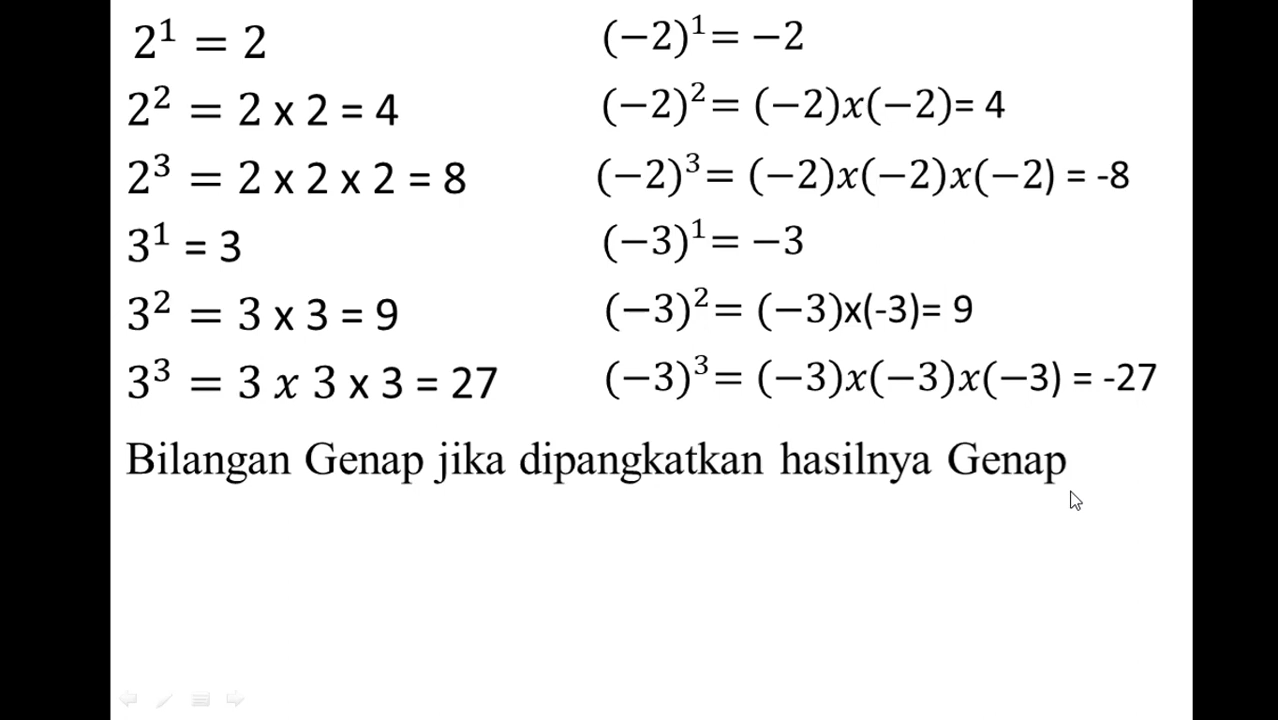 2¹ = 2
(−2)¹= −2
2² = 2 x 2 = 4
(−2)²= (−2)x(−2)= 4
2³ = 2 x 2 x 2 = 8
(−2)³= (−2)x(−2)x(−2) = -8
3¹ = 3
(−3)¹= −3
3² = 3 x 3 = 9
(−3)²= (−3)x(-3)= 9
3³ = 3 x 3 x 3 = 27
(−3)³= (−3)x(−3)x(−3) = -27
Bilangan Genap jika dipangkatkan hasilnya Genap